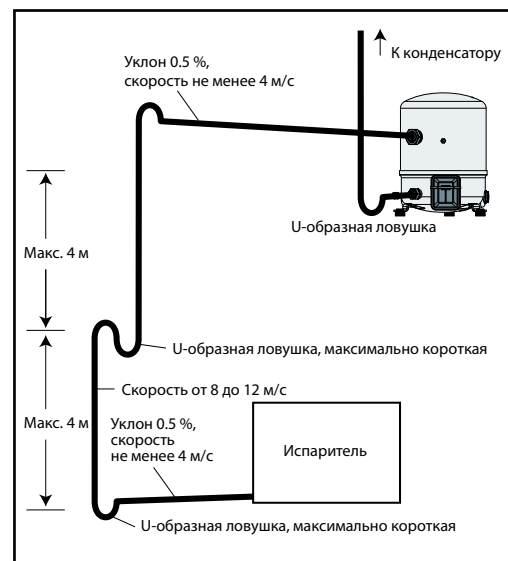 К конденсатору
Уклон 0.5 %,
скорость не менее 4 м/с
U-образная ловушка
Макс. 4 м
U-образная ловушка, максимально короткая
Скорость от 8 до 12 м/с
Макс. 4 м
Уклон 0.5 %,
скорость
не менее 4 м/с
Испаритель
U-образная ловушка, максимально короткая